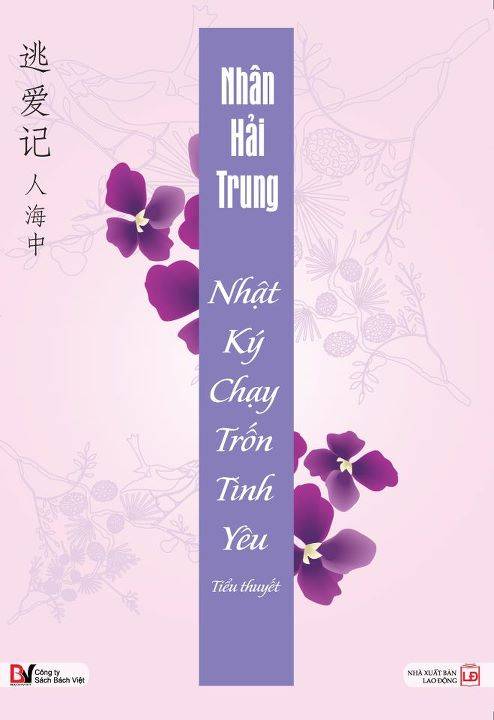 逃爱记
人海中
Nhân
Hải
Trung
Nhật
Ký
Chạy
Trốn
Tình
Yêu
Tiểu thuyết
BV
Công ty
Sách Bách Việt
NHÀ XUẤT BẢN
LAO ĐỘNG
LĐ